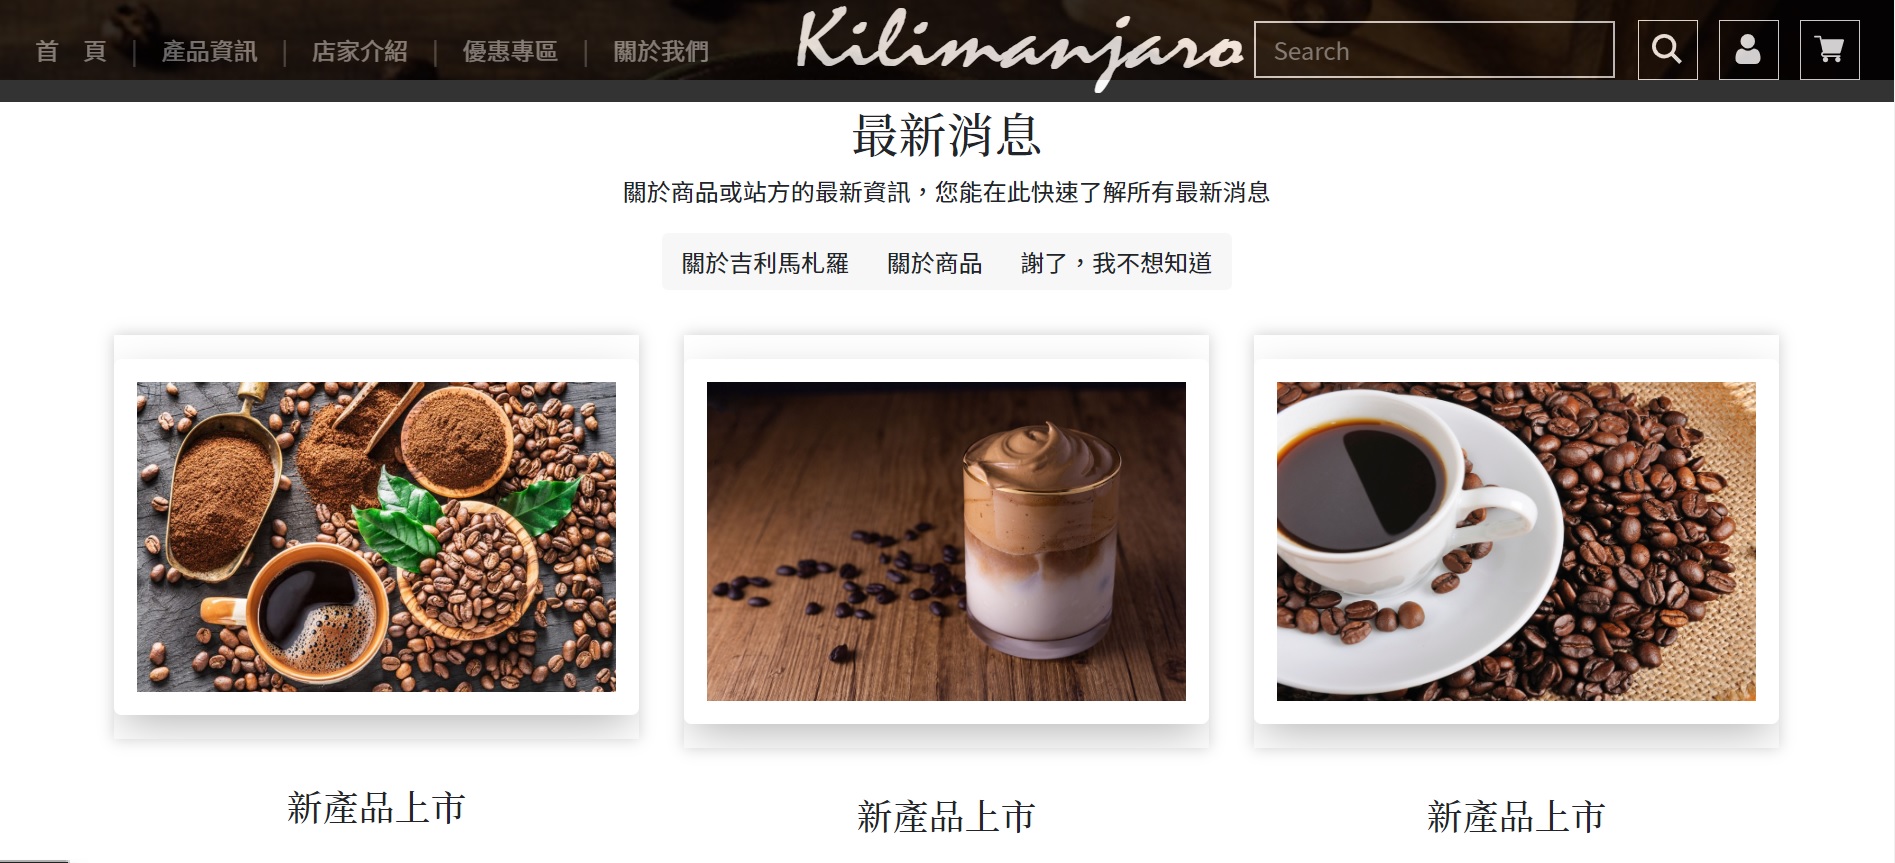 首 頁 | 產品資訊 | 店家介紹 | 優惠專區 | 關於我們
Kilimanjaro
Search
最新消息
關於商品或站方的最新資訊，您能在此快速了解所有最新消息
關於吉利馬札羅 關於商品 謝了，我不想知道
新產品上市 新產品上市 新產品上市